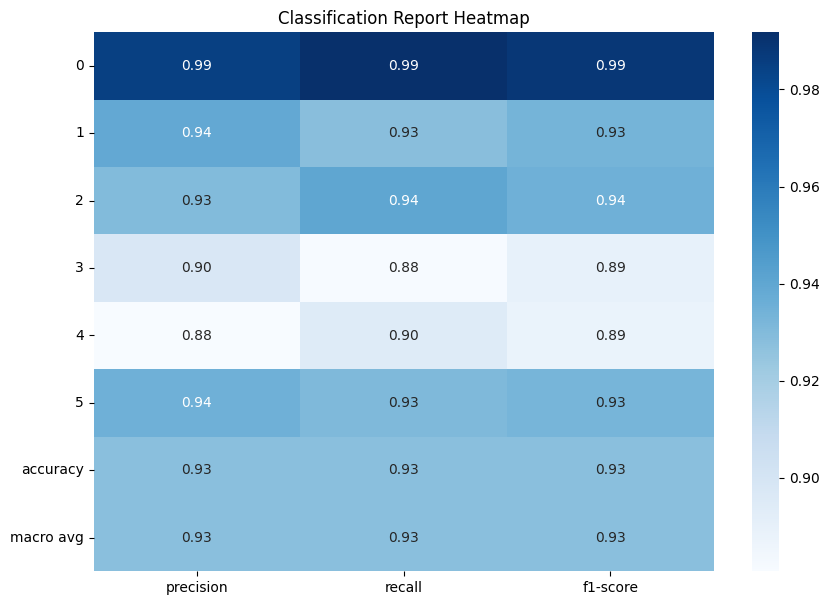 Classification Report Heatmap
0 0.99 0.99 0.99
1 0.94 0.93 0.93
2 0.93 0.94 0.94
3 0.90 0.88 0.89
4 0.88 0.90 0.89
5 0.94 0.93 0.93
accuracy 0.93 0.93 0.93
macro avg 0.93 0.93 0.93
precision recall f1-score
0.98
0.96
0.94
0.92
0.90